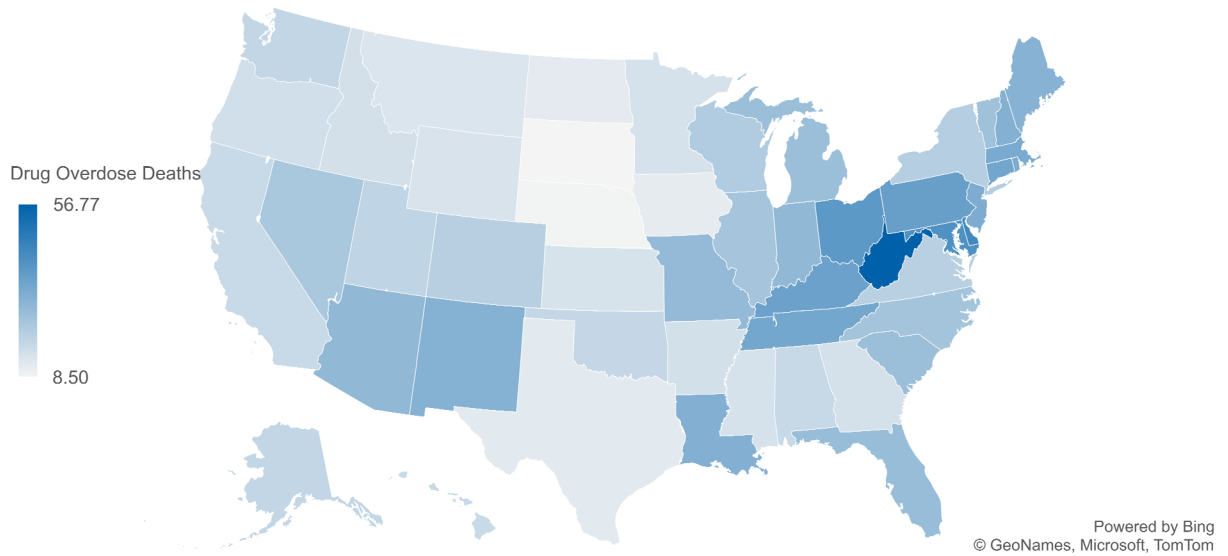 Drug Overdose Deaths
56.77
8.50
Powered by Bing
© GeoNames, Microsoft, TomTom